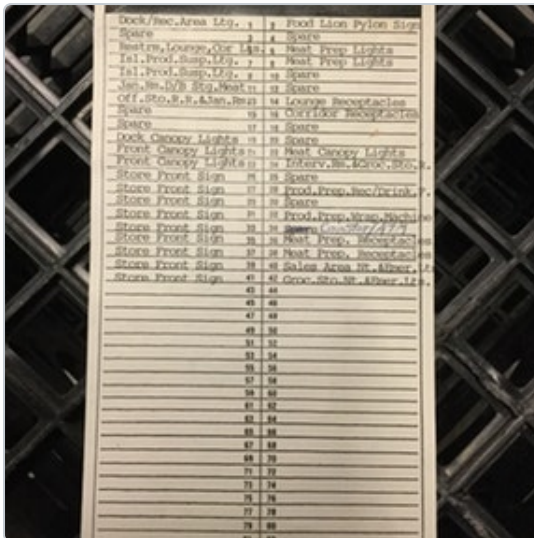 Dock/Rec.Area Ltg. 1 2 Food Lion Pylon Sign
Spare 3 4 Spare
Restrm,Lounge,Cor Lts. 5 6 Meat Prep Lights
Isl.Prod.Susp.Ltg. 7 8 Meat Prep Lights
Isl.Prod.Susp.Ltg. 9 10 Spare
Jan.Rm.D/B Stg.Meat 11 12 Spare
Off.Sto.R.R.&Jan.Rm 13 14 Lounge Receptacles
Spare 15 16 Corridor Receptacles
Spare 17 18 Spare
Dock Canopy Lights 19 20 Spare
Front Canopy Lights 21 22 Meat Canopy Lights
Front Canopy Lights 23 24 Interv.Rm.&Groc.Sto.R.
Store Front Sign 25 26 Spare
Store Front Sign 27 28 Prod.Prep.Rec/Drink.F.
Store Front Sign 29 30 Spare
Store Front Sign 31 32 Prod.Prep.Wrap.Machine
Store Front Sign 33 34
Store Front Sign 35 36 Meat Prep. Receptacles
Store Front Sign 37 38 Meat Prep. Receptacles
Store Front Sign 39 40 Sales Area Nt.&Emer.Lts
Store Front Sign 41 42 Groc.Sto.Nt.&Emer.Lts.
43 44
45 46
47 48
49 50
51 52
53 54
55 56
57 58
59 60
61 62
63 64
65 66
67 68
69 70
71 72
73 74
75 76
77 78
79 80